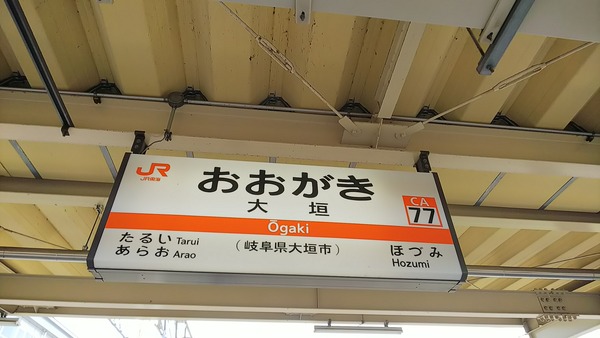 JR
JR東海
おおがき
大垣
CA
77
Ōgaki
たるい Tarui
あらお Arao
(岐阜県大垣市)
ほづみ
Hozumi